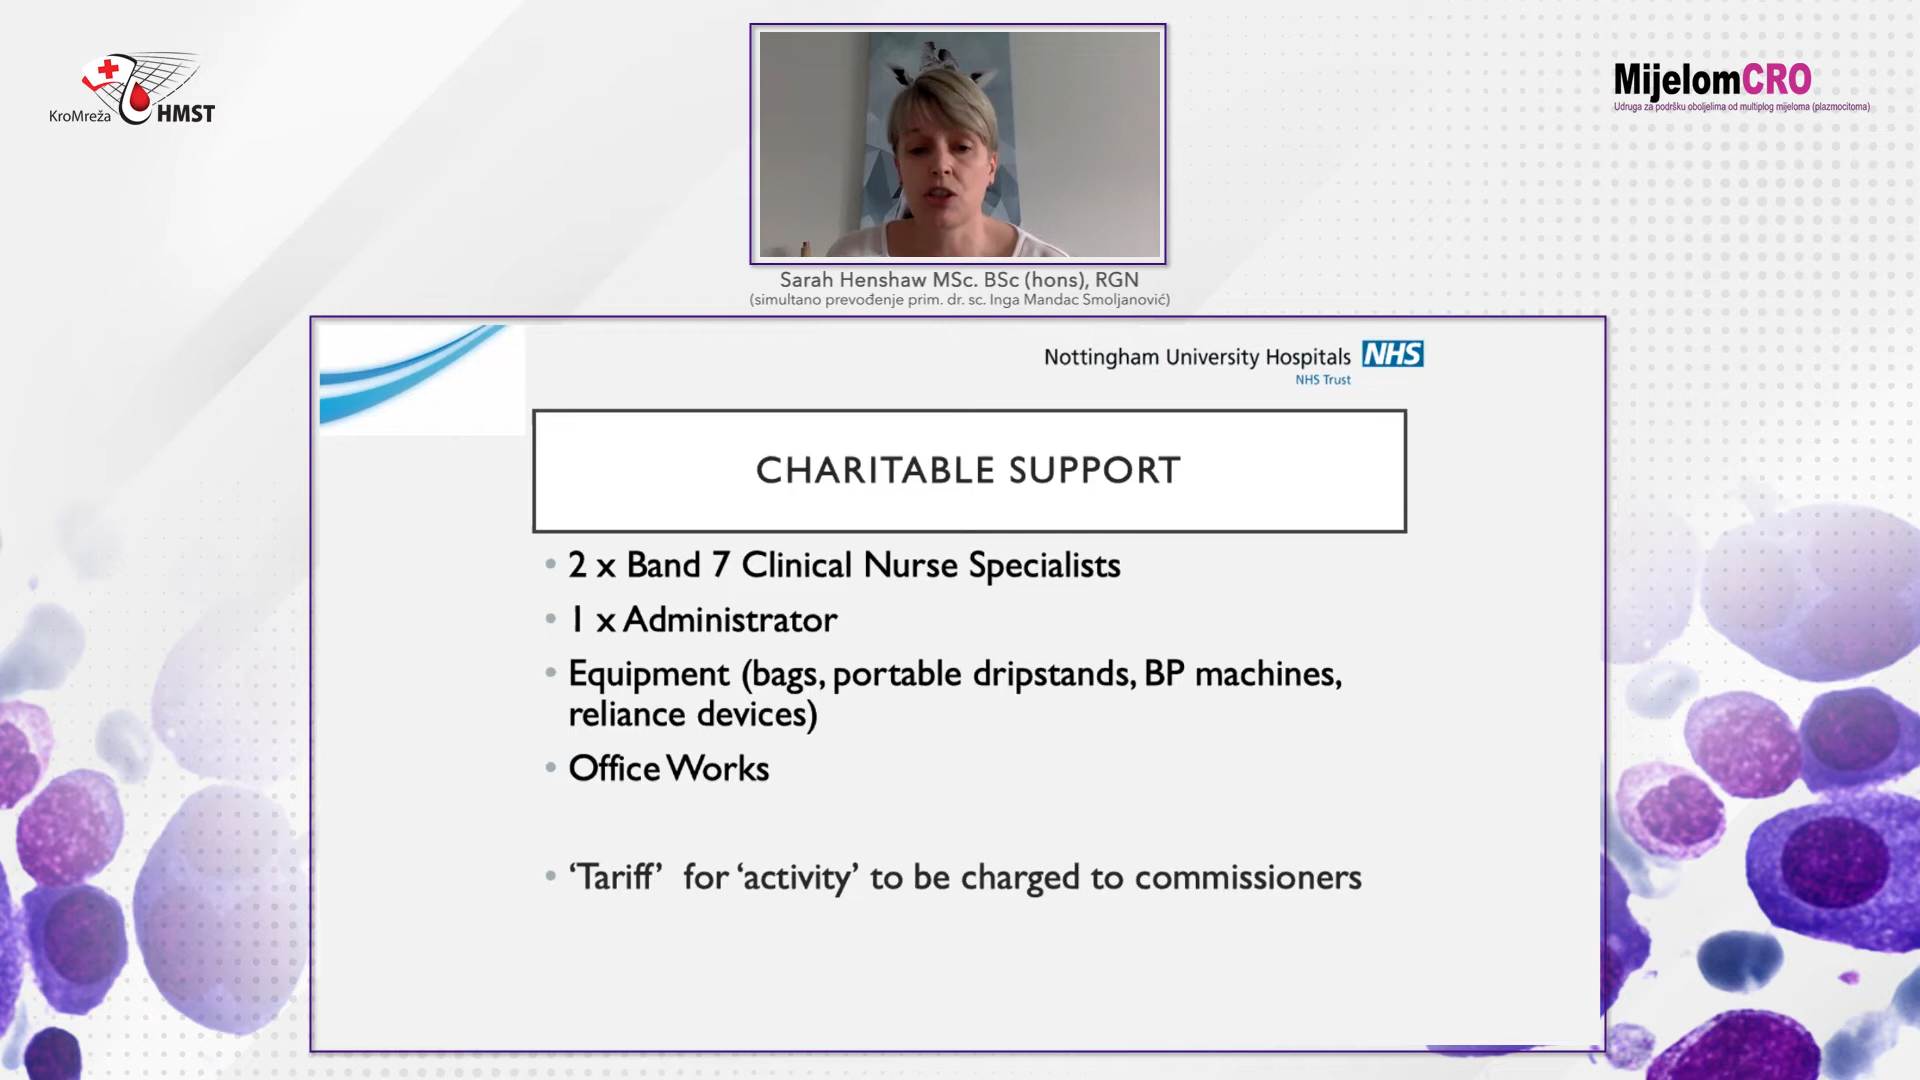 KroMreža HMST
MijelomCRO
Udruga za podršku oboljelima od multiplog mijeloma (plazmocitoma)
Sarah Henshaw MSc. BSc (hons), RGN
(simultano prevođenje prim. dr. sc. Inga Mandac Smoljanović)
Nottingham University Hospitals NHS
NHS Trust
CHARITABLE SUPPORT
• 2 x Band 7 Clinical Nurse Specialists
• 1 x Administrator
• Equipment (bags, portable dripstands, BP machines,
reliance devices)
• Office Works
• ‘Tariff’ for ‘activity’ to be charged to commissioners